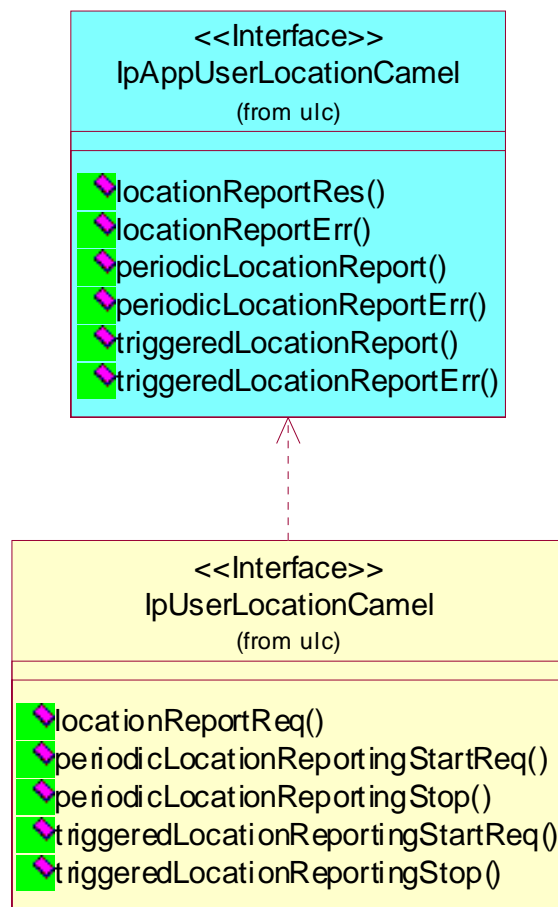 <<Interface>>
IpAppUserLocationCamel
(from ulc)
locationReportRes()
locationReportErr()
periodicLocationReport()
periodicLocationReportErr()
triggeredLocationReport()
triggeredLocationReportErr()
<<Interface>>
IpUserLocationCamel
(from ulc)
locationReportReq()
periodicLocationReportingStartReq()
periodicLocationReportingStop()
triggeredLocationReportingStartReq()
triggeredLocationReportingStop()